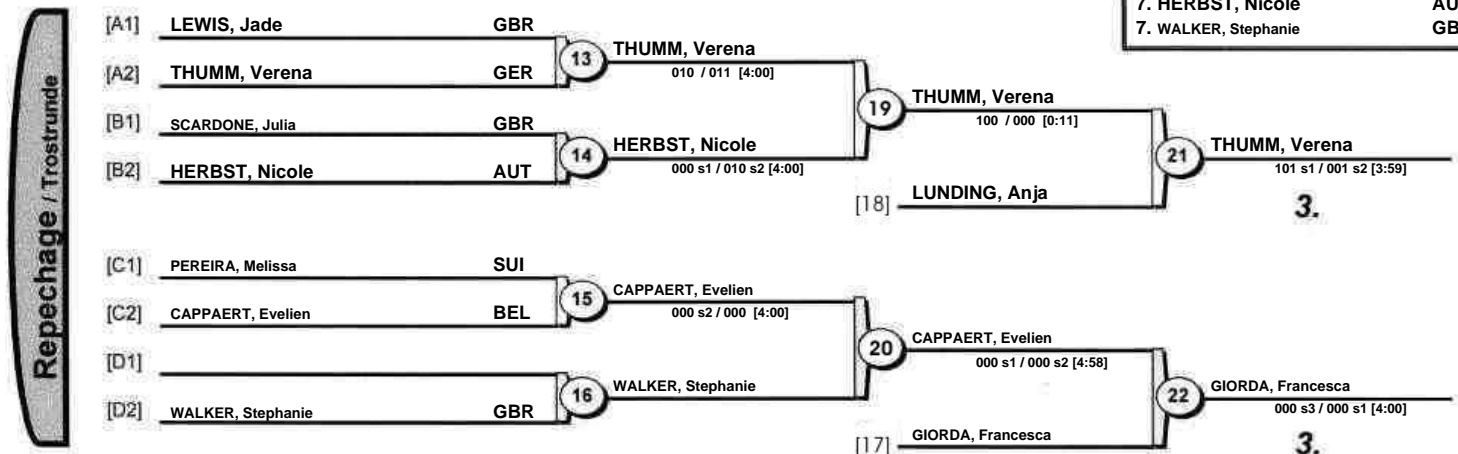 7. HERBST, Nicole AU
7. WALKER, Stephanie GB
Repechage / Trostrunde
[A1] LEWIS, Jade GBR
[A2] THUMM, Verena GER
13 THUMM, Verena
010 / 011 [4:00]
[B1] SCARDONE, Julia GBR
[B2] HERBST, Nicole AUT
14 HERBST, Nicole
000 s1 / 010 s2 [4:00]
19 THUMM, Verena
100 / 000 [0:11]
[18] LUNDING, Anja
21 THUMM, Verena
101 s1 / 001 s2 [3:59]
3.
[C1] PEREIRA, Melissa SUI
[C2] CAPPAERT, Evelien BEL
15 CAPPAERT, Evelien
000 s2 / 000 [4:00]
[D1]
[D2] WALKER, Stephanie GBR
16 WALKER, Stephanie
20 CAPPAERT, Evelien
000 s1 / 000 s2 [4:58]
[17] GIORDA, Francesca
22 GIORDA, Francesca
000 s3 / 000 s1 [4:00]
3.